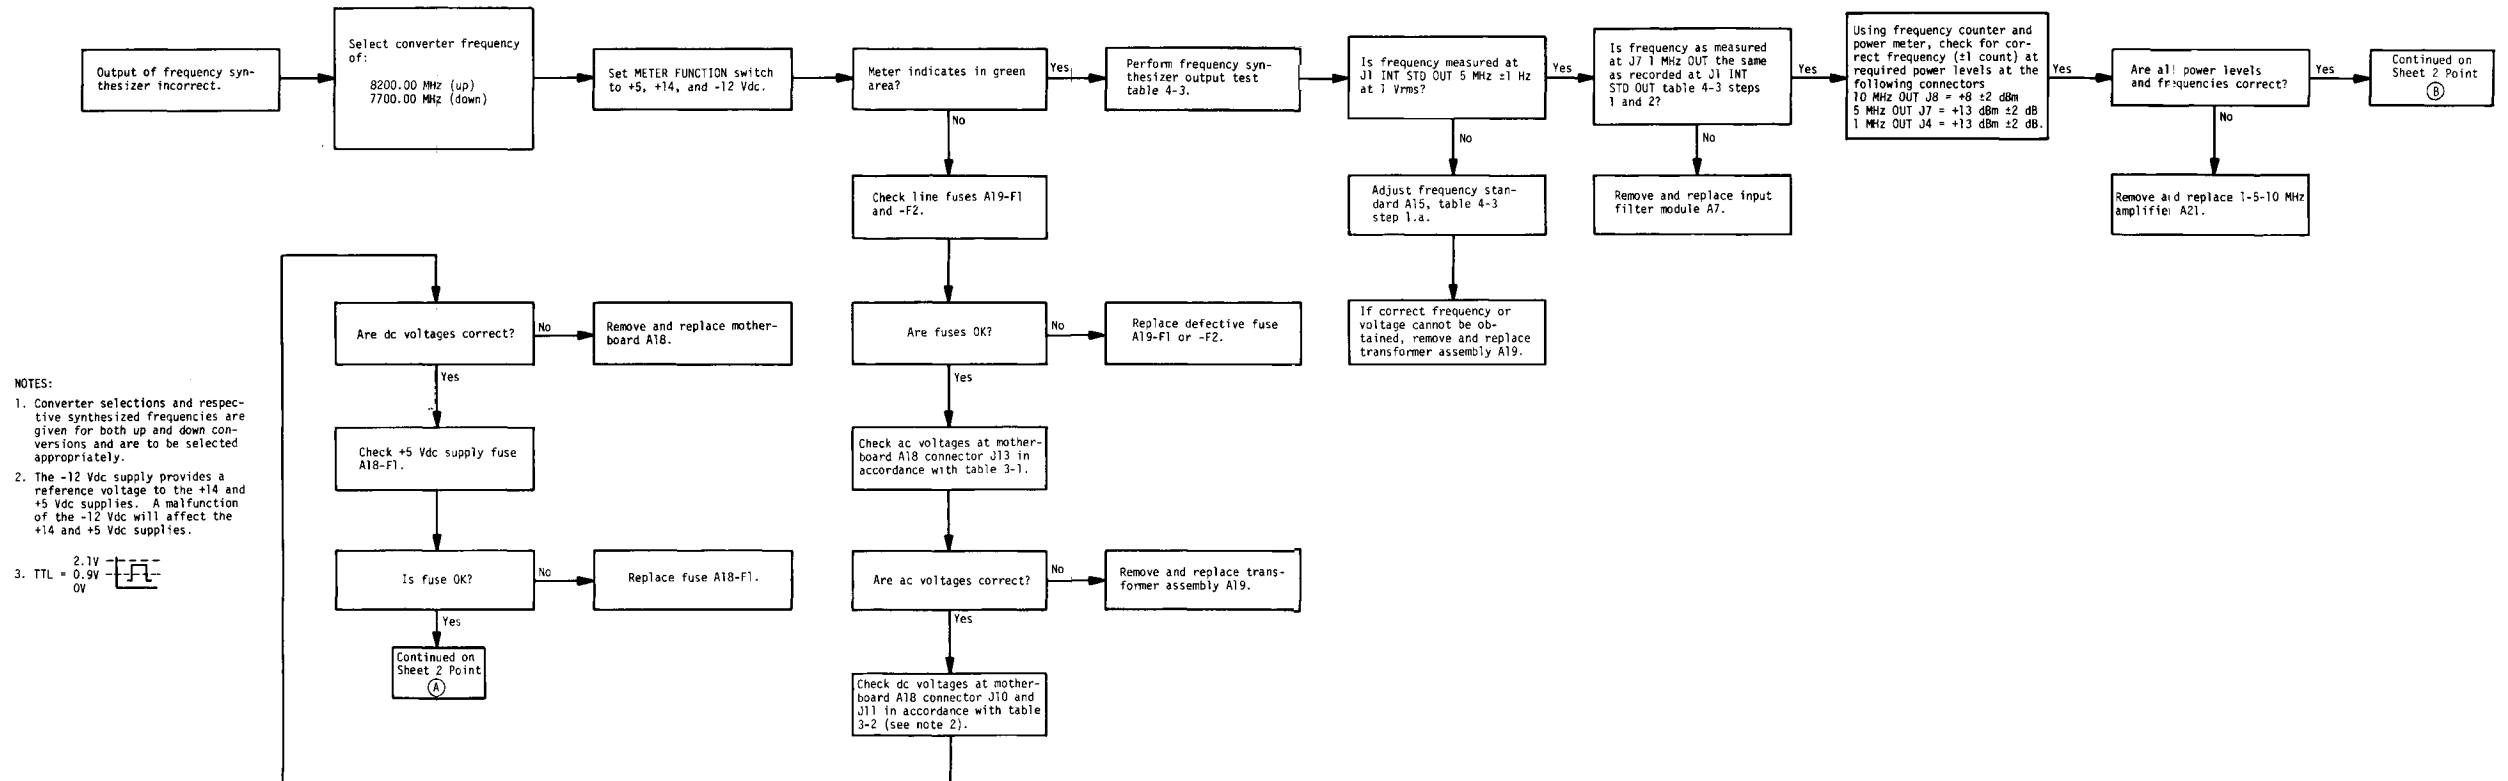 Output of frequency syn-
thesizer incorrect.
Select converter frequency
of:
8200.00 MHz (up)
7700.00 MHz (down)
Set METER FUNCTION switch
to +5, +14, and -12 Vdc.
Meter indicates in green
area?
Yes
No
Perform frequency syn-
thesizer output test
table 4-3.
Is frequency measured at
J1 INT STD OUT 5 MHz ±1 Hz
at 1 Vrms?
Yes
No
Is frequency as measured
at J7 1 MHz OUT the same
as recorded at J1 INT
STD OUT table 4-3 steps
1 and 2?
Yes
No
Using frequency counter and
power meter, check for cor-
rect frequency (±1 count) at
required power levels at the
following connectors
10 MHz OUT J8 = +8 ±2 dBm
5 MHz OUT J7 = +13 dBm ±2 dB
1 MHz OUT J4 = +13 dBm ±2 dB.
Yes
Are all power levels
and frequencies correct?
Yes
No
Continued on
Sheet 2 Point
B
Check line fuses A19-F1
and -F2.
Adjust frequency stan-
dard A15, table 4-3
step 1.a.
Remove and replace input
filter module A7.
Remove and replace 1-5-10 MHz
amplifier A21.
Are dc voltages correct?
No
Yes
Remove and replace mother-
board A18.
Are fuses OK?
No
Yes
Replace defective fuse
A19-F1 or -F2.
If correct frequency or
voltage cannot be ob-
tained, remove and replace
transformer assembly A19.
NOTES:
1. Converter selections and respec-
tive synthesized frequencies are
given for both up and down con-
versions and are to be selected
appropriately.
2. The -12 Vdc supply provides a
reference voltage to the +14 and
+5 Vdc supplies. A malfunction
of the -12 Vdc will affect the
+14 and +5 Vdc supplies.
2.1V
3. TTL = 0.9V
0V
Check +5 Vdc supply fuse
A18-F1.
Check ac voltages at mother-
board A18 connector J13 in
accordance with table 3-1.
Is fuse OK?
No
Yes
Replace fuse A18-F1.
Are ac voltages correct?
No
Yes
Remove and replace trans-
former assembly A19.
Continued on
Sheet 2 Point
A
Check dc voltages at mother-
board A18 connector J10 and
J11 in accordance with table
3-2 (see note 2).